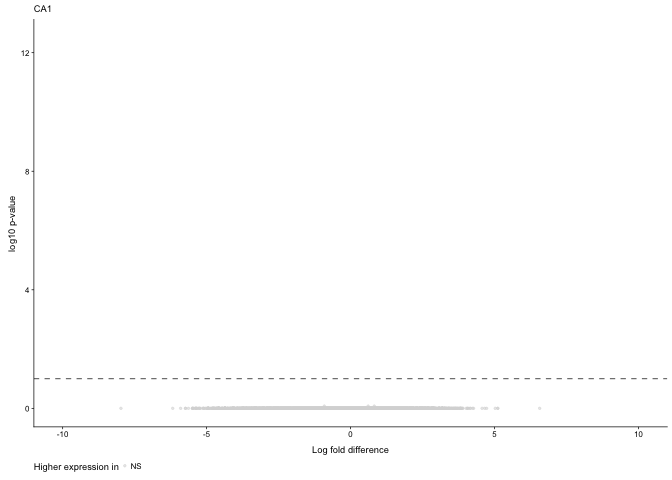 CA1
12
8
4
0
log10 p-value
-10 -5 0 5 10
Log fold difference
Higher expression in NS